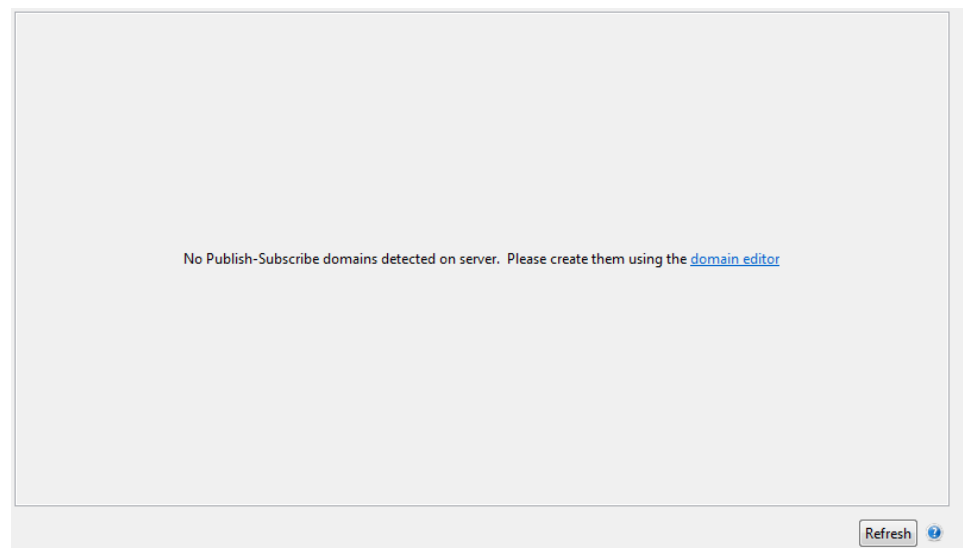 No Publish-Subscribe domains detected on server.  Please create them using the domain editor
Refresh
?